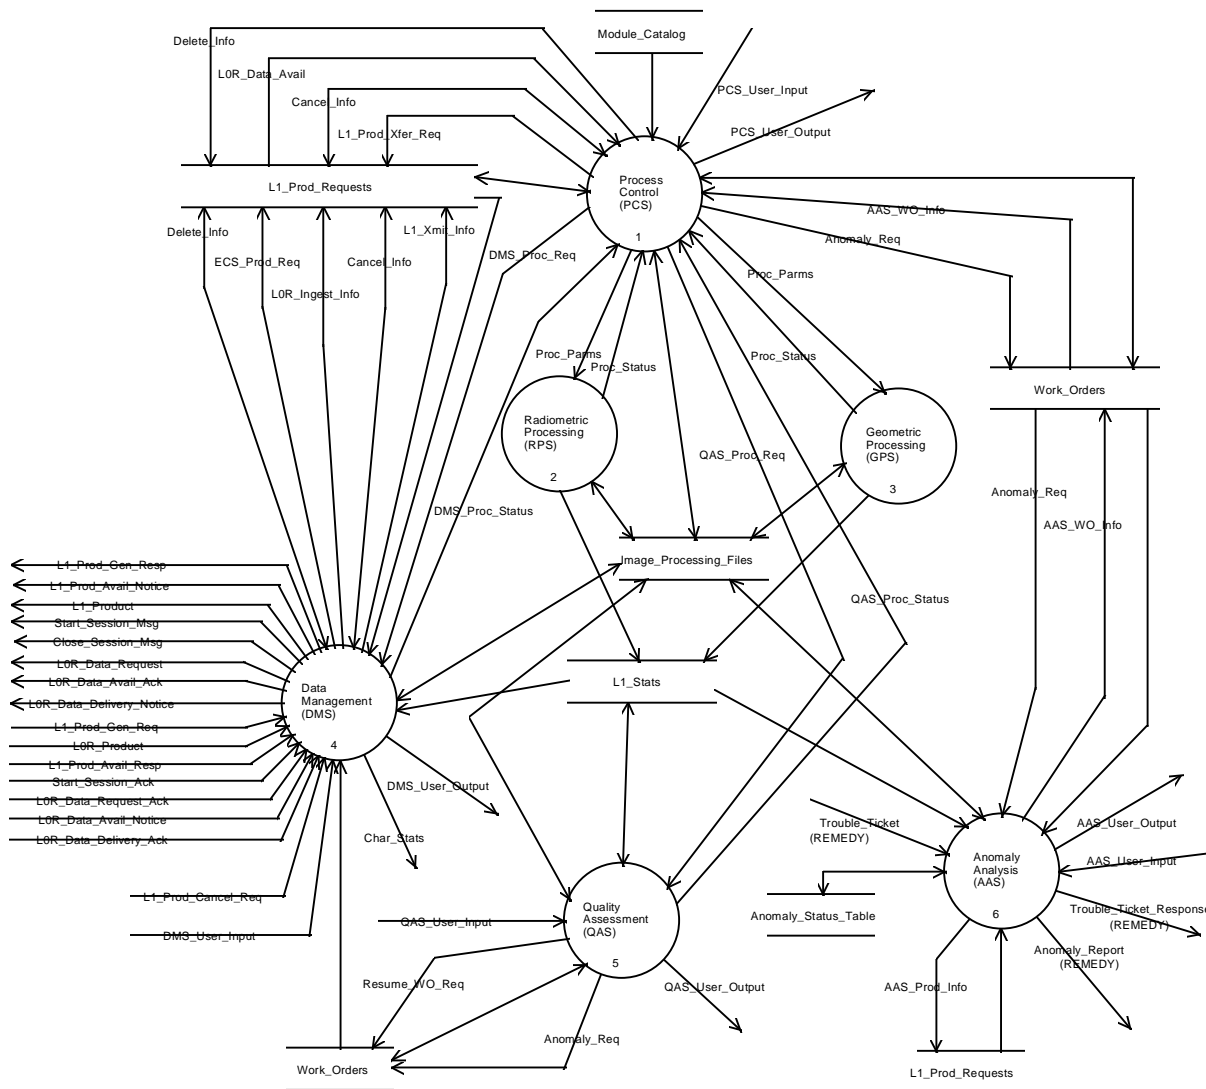 Module_Catalog
Delete_Info
L0R_Data_Avail
PCS_User_Input
Cancel_Info
L1_Prod_Xfer_Req
PCS_User_Output
L1_Prod_Requests
Process
Control
(PCS)
1
AAS_WO_Info
Delete_Info
L1_Xmit_Info
Anomaly_Req
ECS_Prod_Req
Cancel_Info
DMS_Proc_Req
L0R_Ingest_Info
Proc_Parms
Proc_Parms
Proc_Status
Proc_Status
Work_Orders
Radiometric
Processing
(RPS)
2
Geometric
Processing
(GPS)
3
QAS_Proc_Req
Anomaly_Req
DMS_Proc_Status
AAS_WO_Info
Image_Processing_Files
QAS_Proc_Status
L1_Prod_Gen_Resp
L1_Prod_Avail_Notice
L1_Product
Start_Session_Msg
Close_Session_Msg
L0R_Data_Request
L0R_Data_Avail_Ack
L0R_Data_Delivery_Notice
L1_Prod_Gen_Req
L0R_Product
L1_Prod_Avail_Resp
Start_Session_Ack
L0R_Data_Request_Ack
L0R_Data_Avail_Notice
L0R_Data_Delivery_Ack
L1_Prod_Cancel_Req
DMS_User_Input
Data
Management
(DMS)
4
L1_Stats
DMS_User_Output
Char_Stats
Trouble_Ticket
(REMEDY)
AAS_User_Output
Anomaly
Analysis
(AAS)
6
AAS_User_Input
Anomaly_Status_Table
Trouble_Ticket_Response
(REMEDY)
Anomaly_Report
(REMEDY)
QAS_User_Input
Quality
Assessment
(QAS)
5
Resume_WO_Req
QAS_User_Output
AAS_Prod_Info
Anomaly_Req
Work_Orders
L1_Prod_Requests